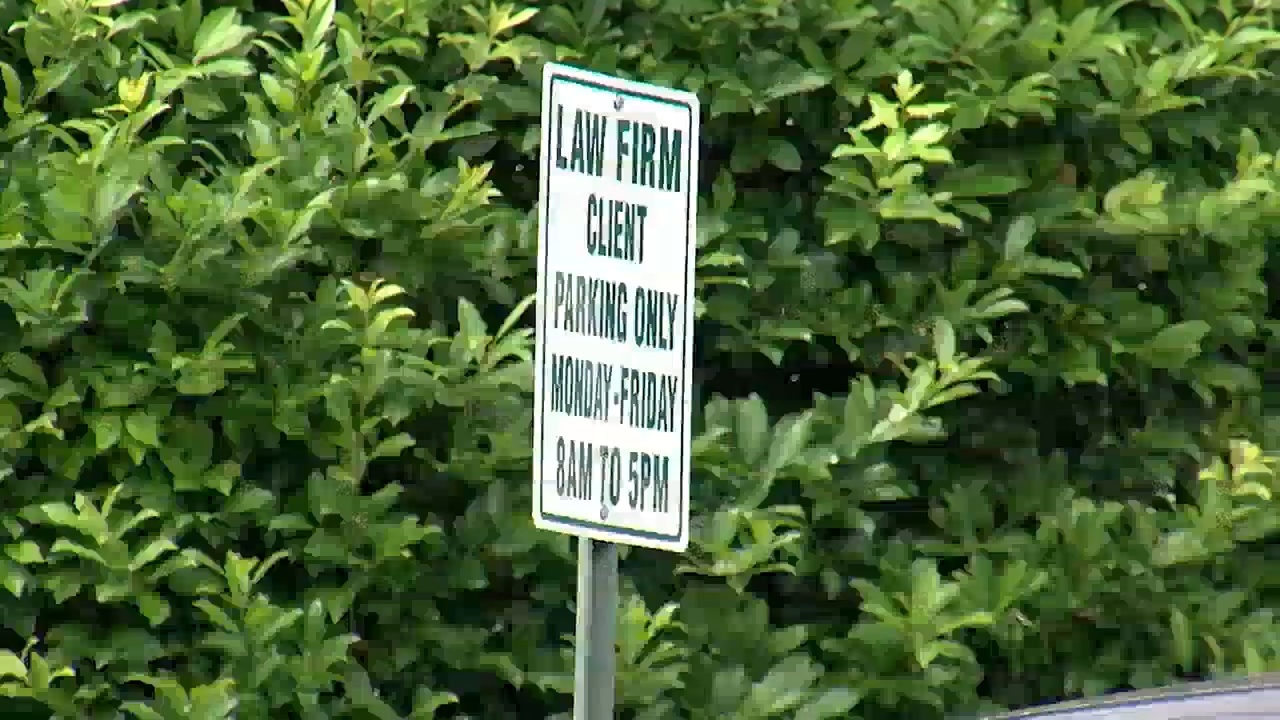 LAW FIRM
CLIENT
PARKING ONLY
MONDAY-FRIDAY
8AM TO 5PM